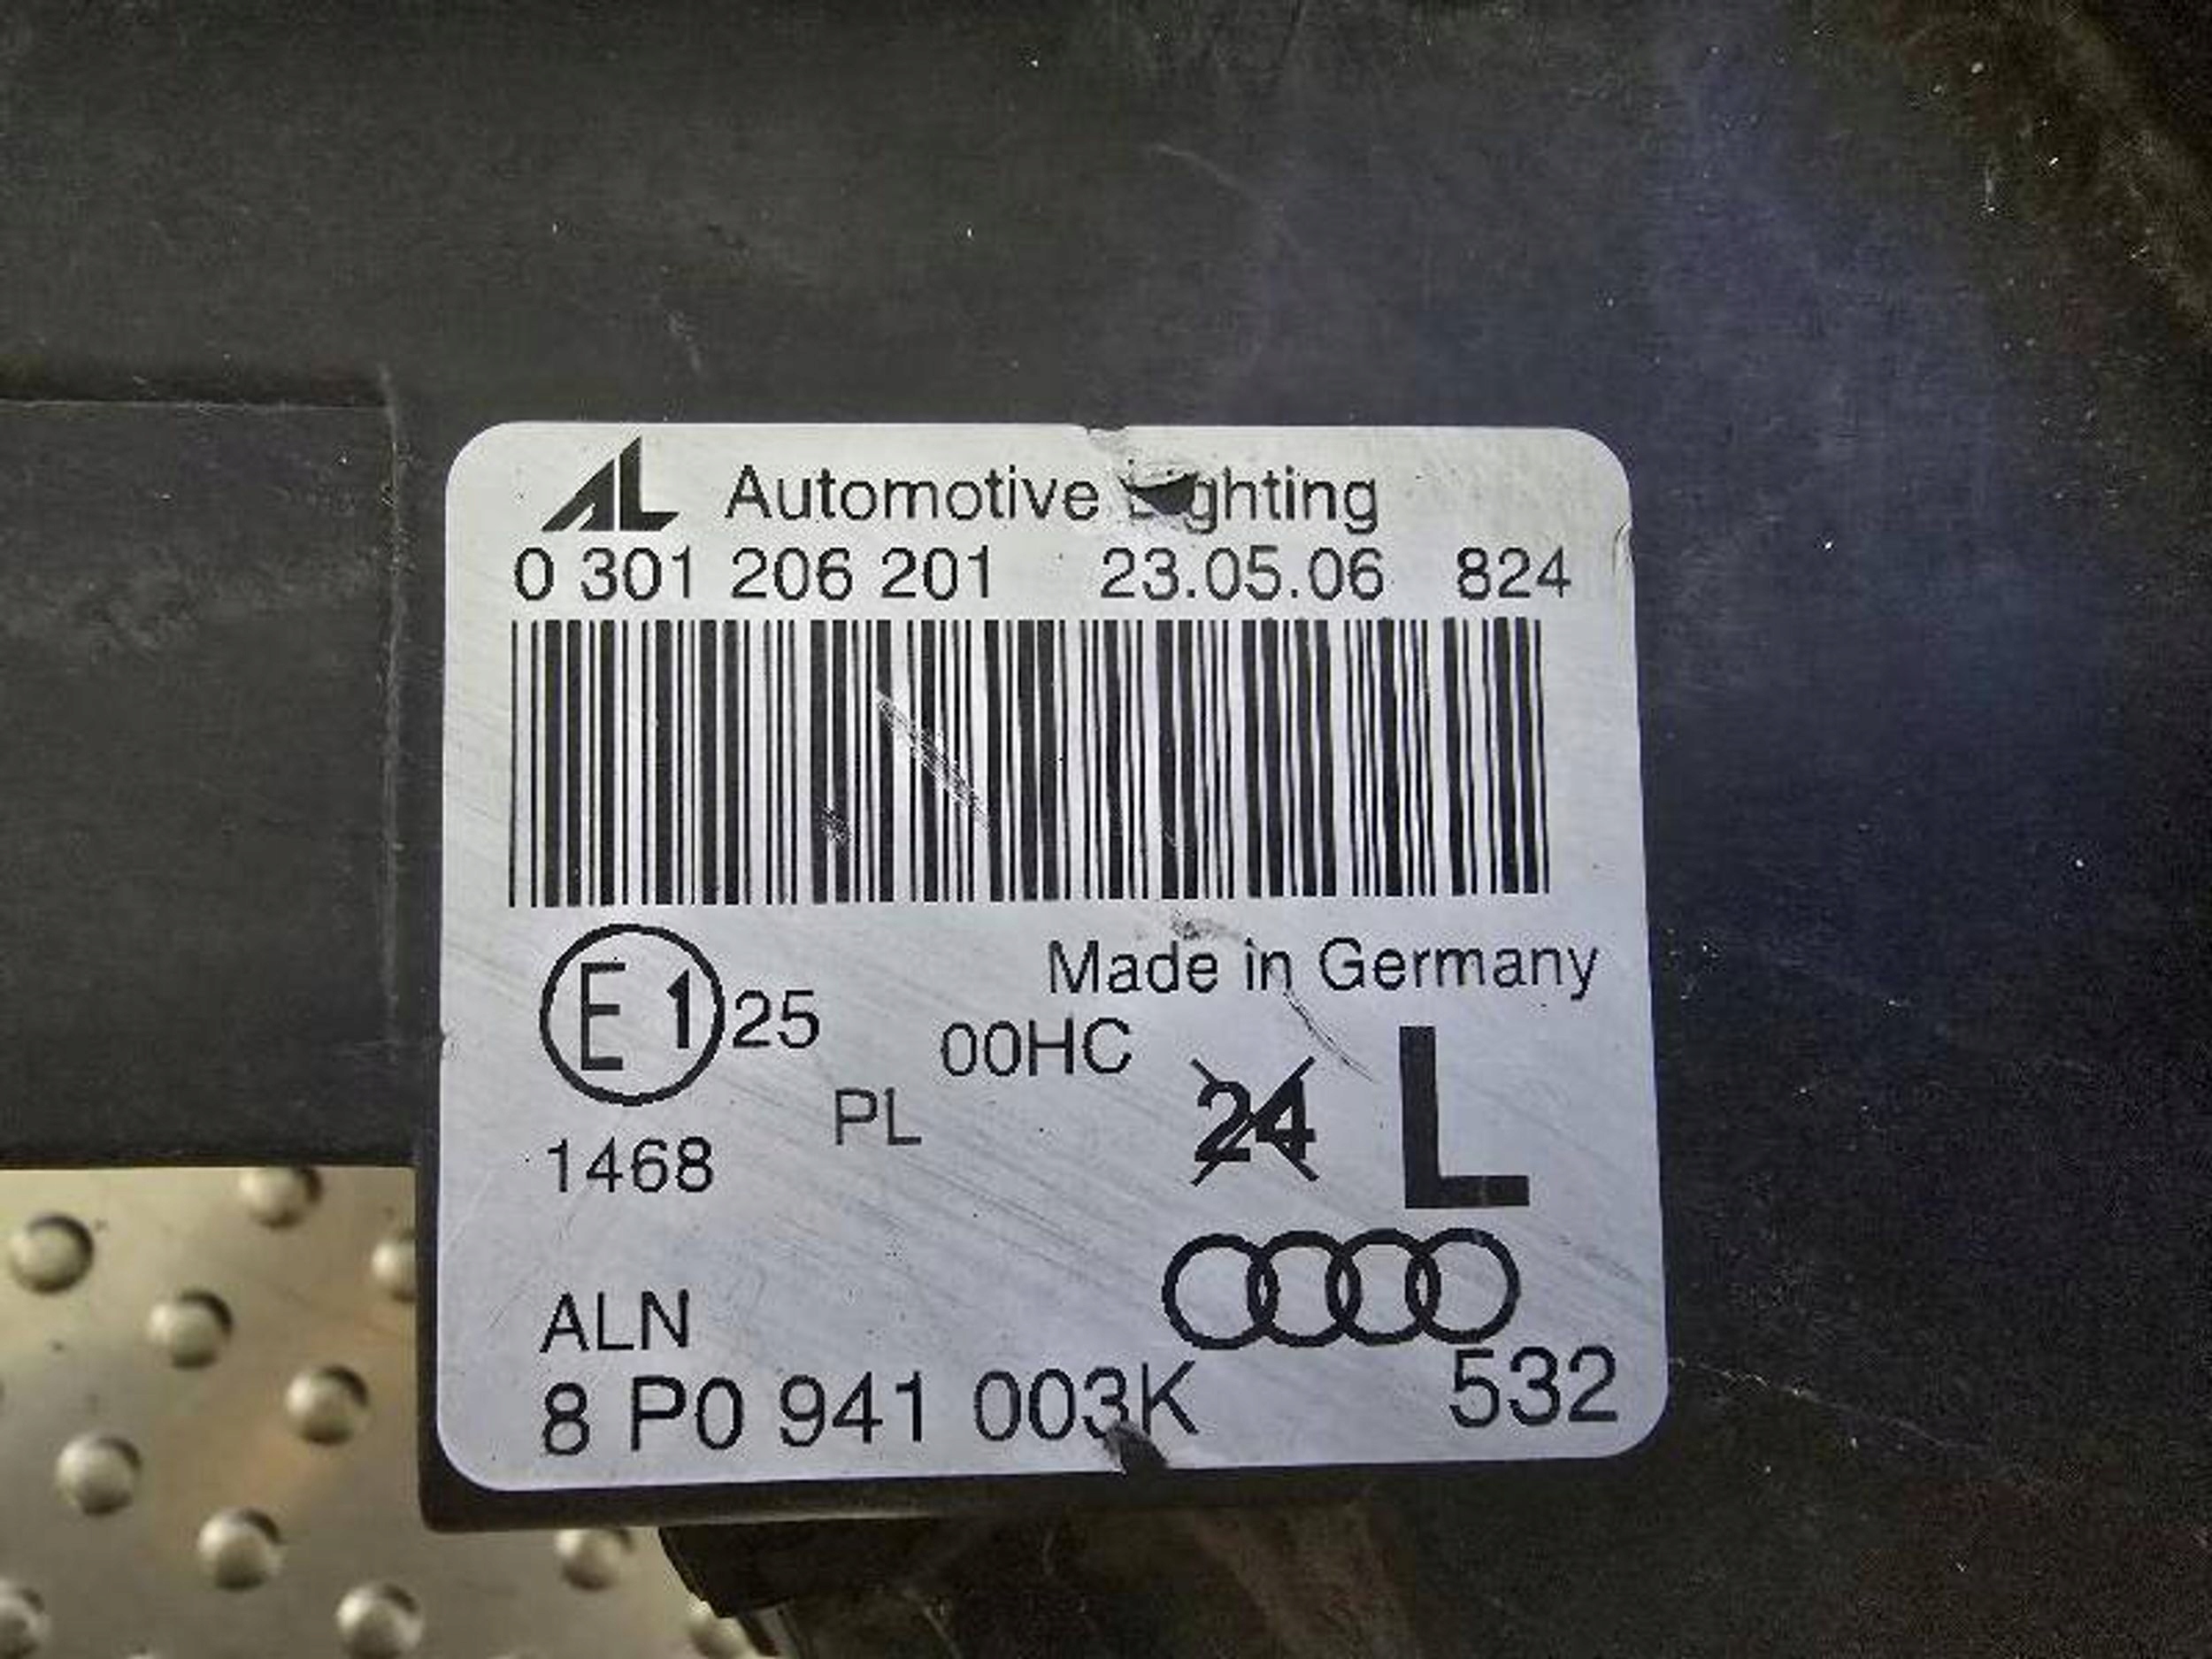 AL Automotive Lighting
0 301 206 201 23.05.06 824
Made in Germany
E1 25
00HC
PL
24
L
1468
ALN
8 P0 941 003K
532